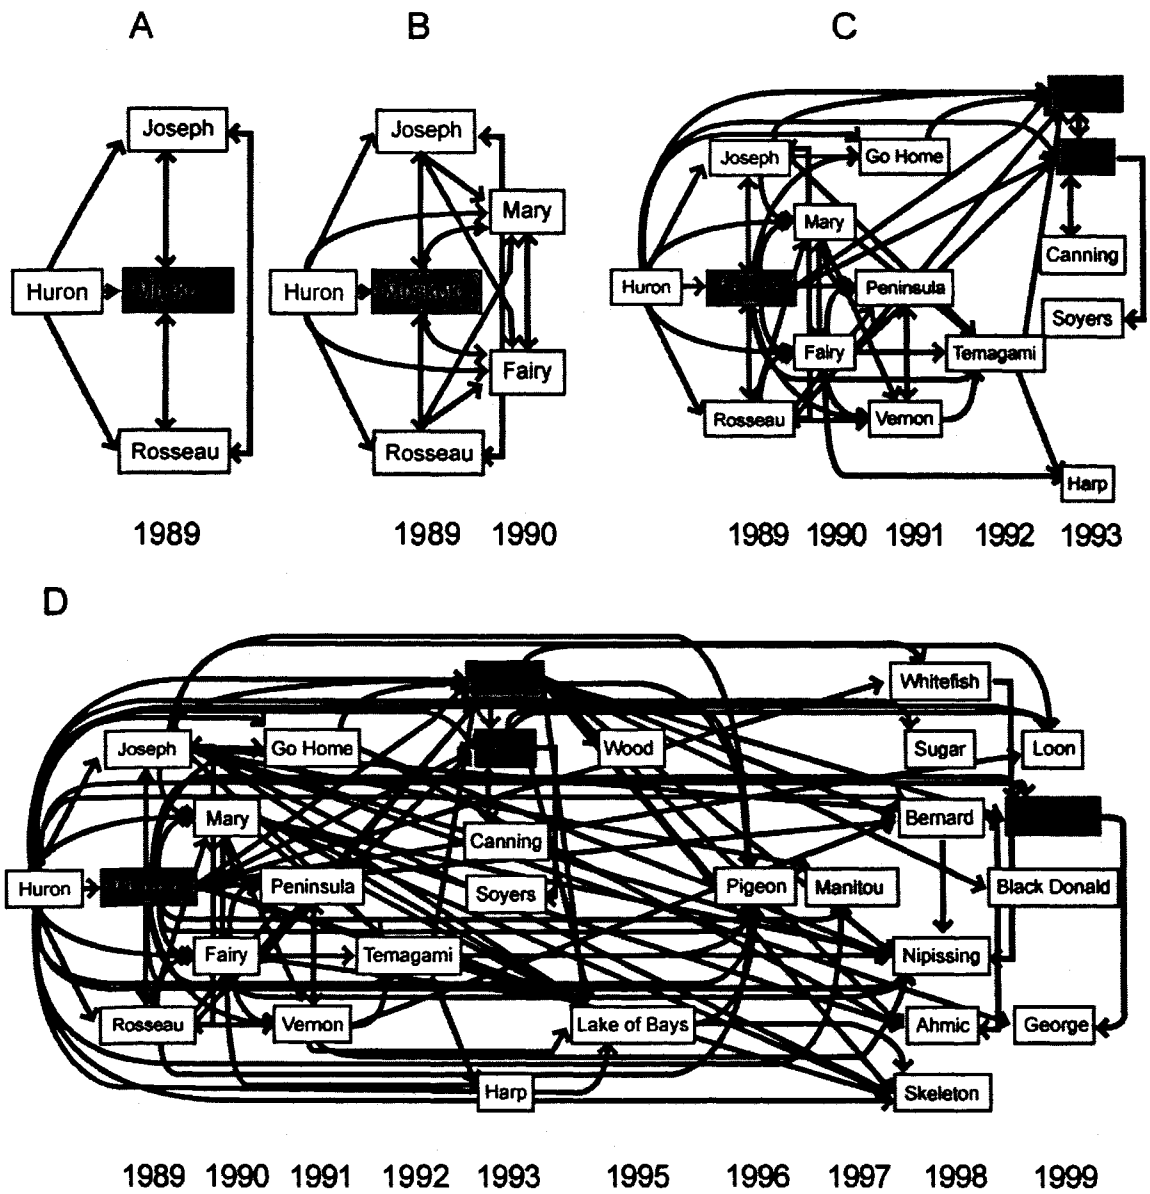 A
B
C
Joseph
Huron
Rosseau
1989
Joseph
Mary
Huron
Fairy
Rosseau
1989 1990
Joseph
Go Home
Mary
Canning
Huron
Peninsula
Soyers
Fairy
Temagami
Rosseau
Vernon
Harp
1989 1990 1991 1992 1993
D
Whitefish
Joseph
Go Home
Wood
Sugar
Loon
Mary
Canning
Bernard
Huron
Peninsula
Soyers
Pigeon
Manitou
Black Donald
Fairy
Temagami
Nipissing
Rosseau
Vernon
Lake of Bays
Ahmic
George
Harp
Skeleton
1989 1990 1991 1992 1993 1995 1996 1997 1998 1999